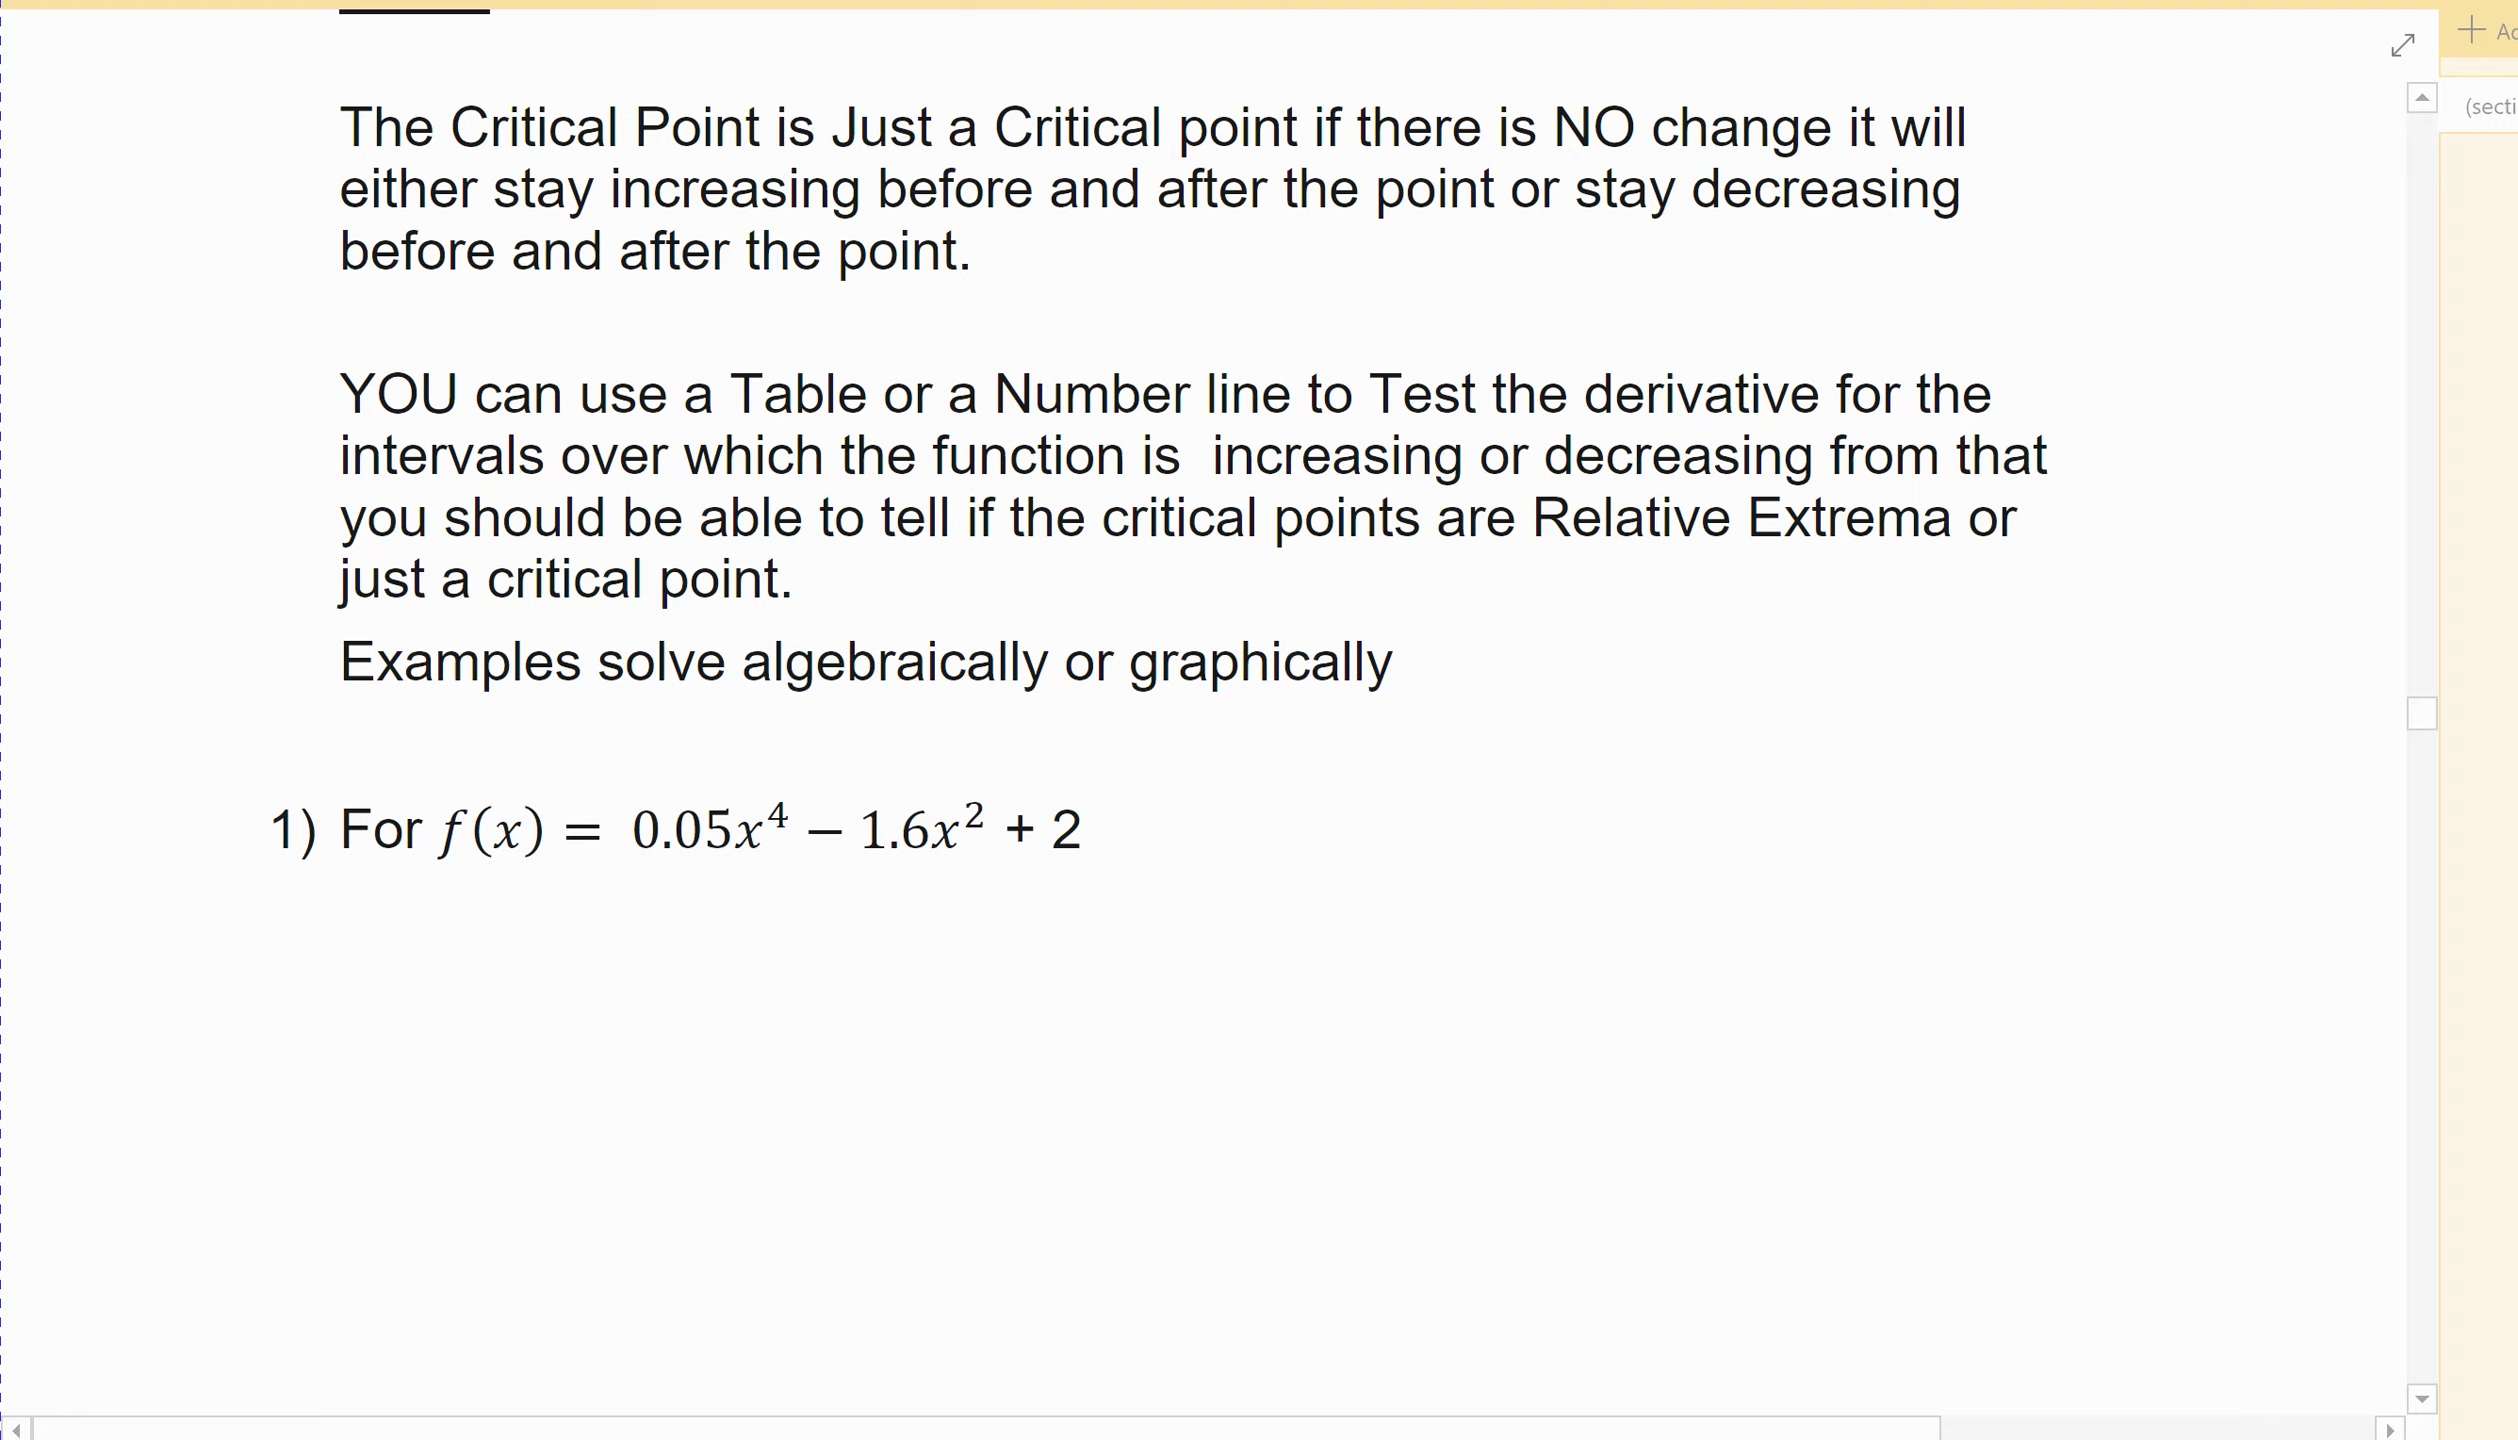 The Critical Point is Just a Critical point if there is NO change it will
either stay increasing before and after the point or stay decreasing
before and after the point.
YOU can use a Table or a Number line to Test the derivative for the
intervals over which the function is  increasing or decreasing from that
you should be able to tell if the critical points are Relative Extrema or
just a critical point.
Examples solve algebraically or graphically
1) For f(x) = 0.05x⁴ − 1.6x² + 2